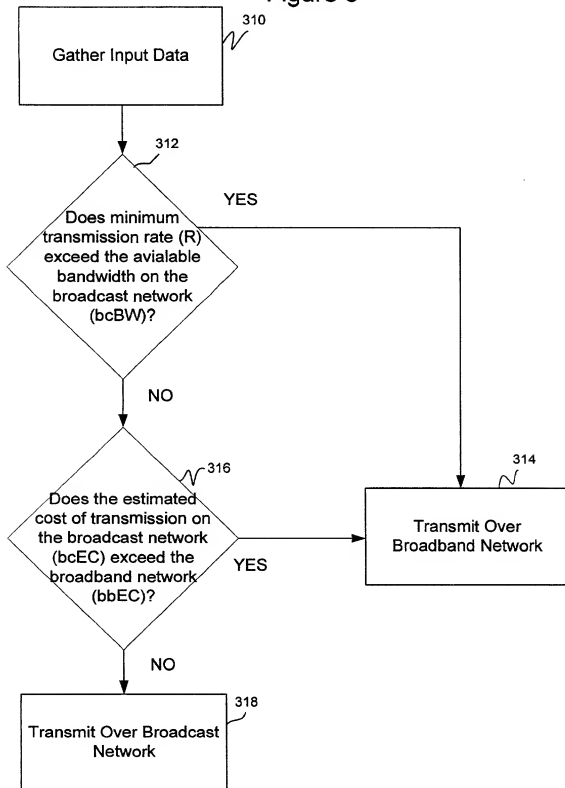 310
Gather Input Data
312
YES
Does minimum
transmission rate (R)
exceed the avialable
bandwidth on the
broadcast network
(bcBW)?
NO
316
314
Does the estimated
cost of transmission on
the broadcast network
(bcEC) exceed the
broadband network
(bbEC)?
Transmit Over
Broadband Network
YES
NO
318
Transmit Over Broadcast
Network